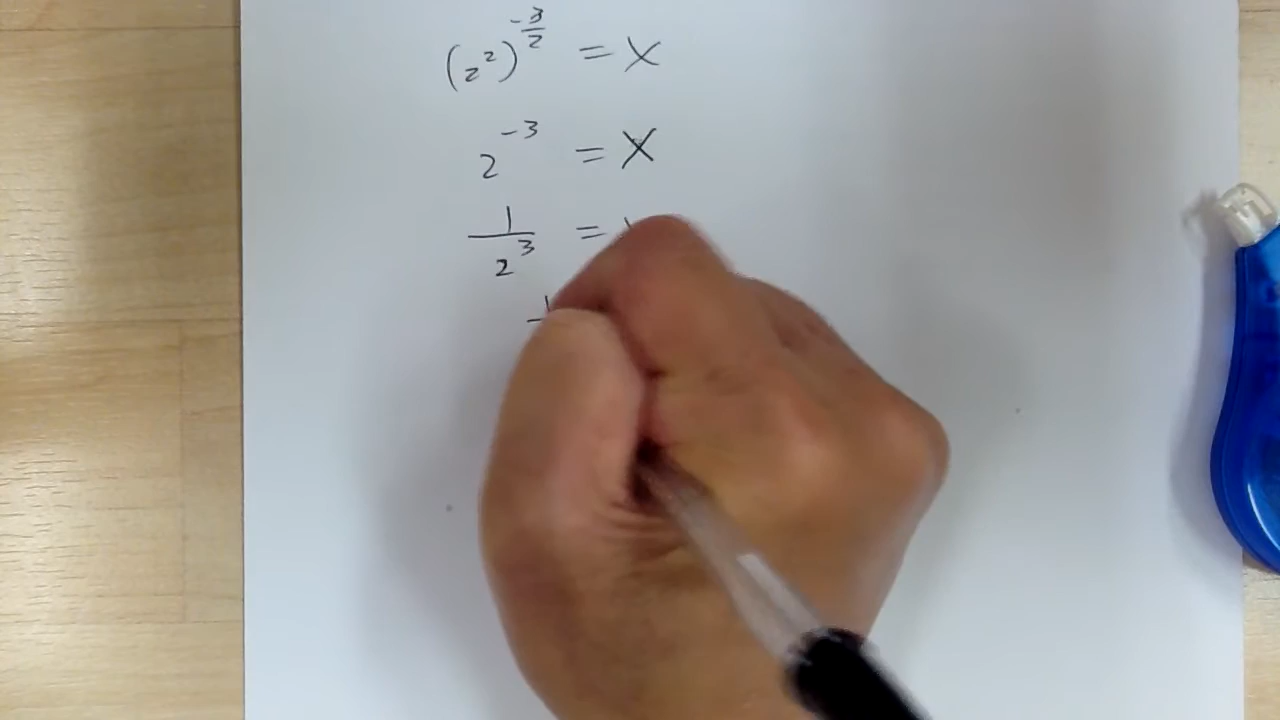 (2²)^{-3/2} = X
2^{-3} = X
1/2³ =